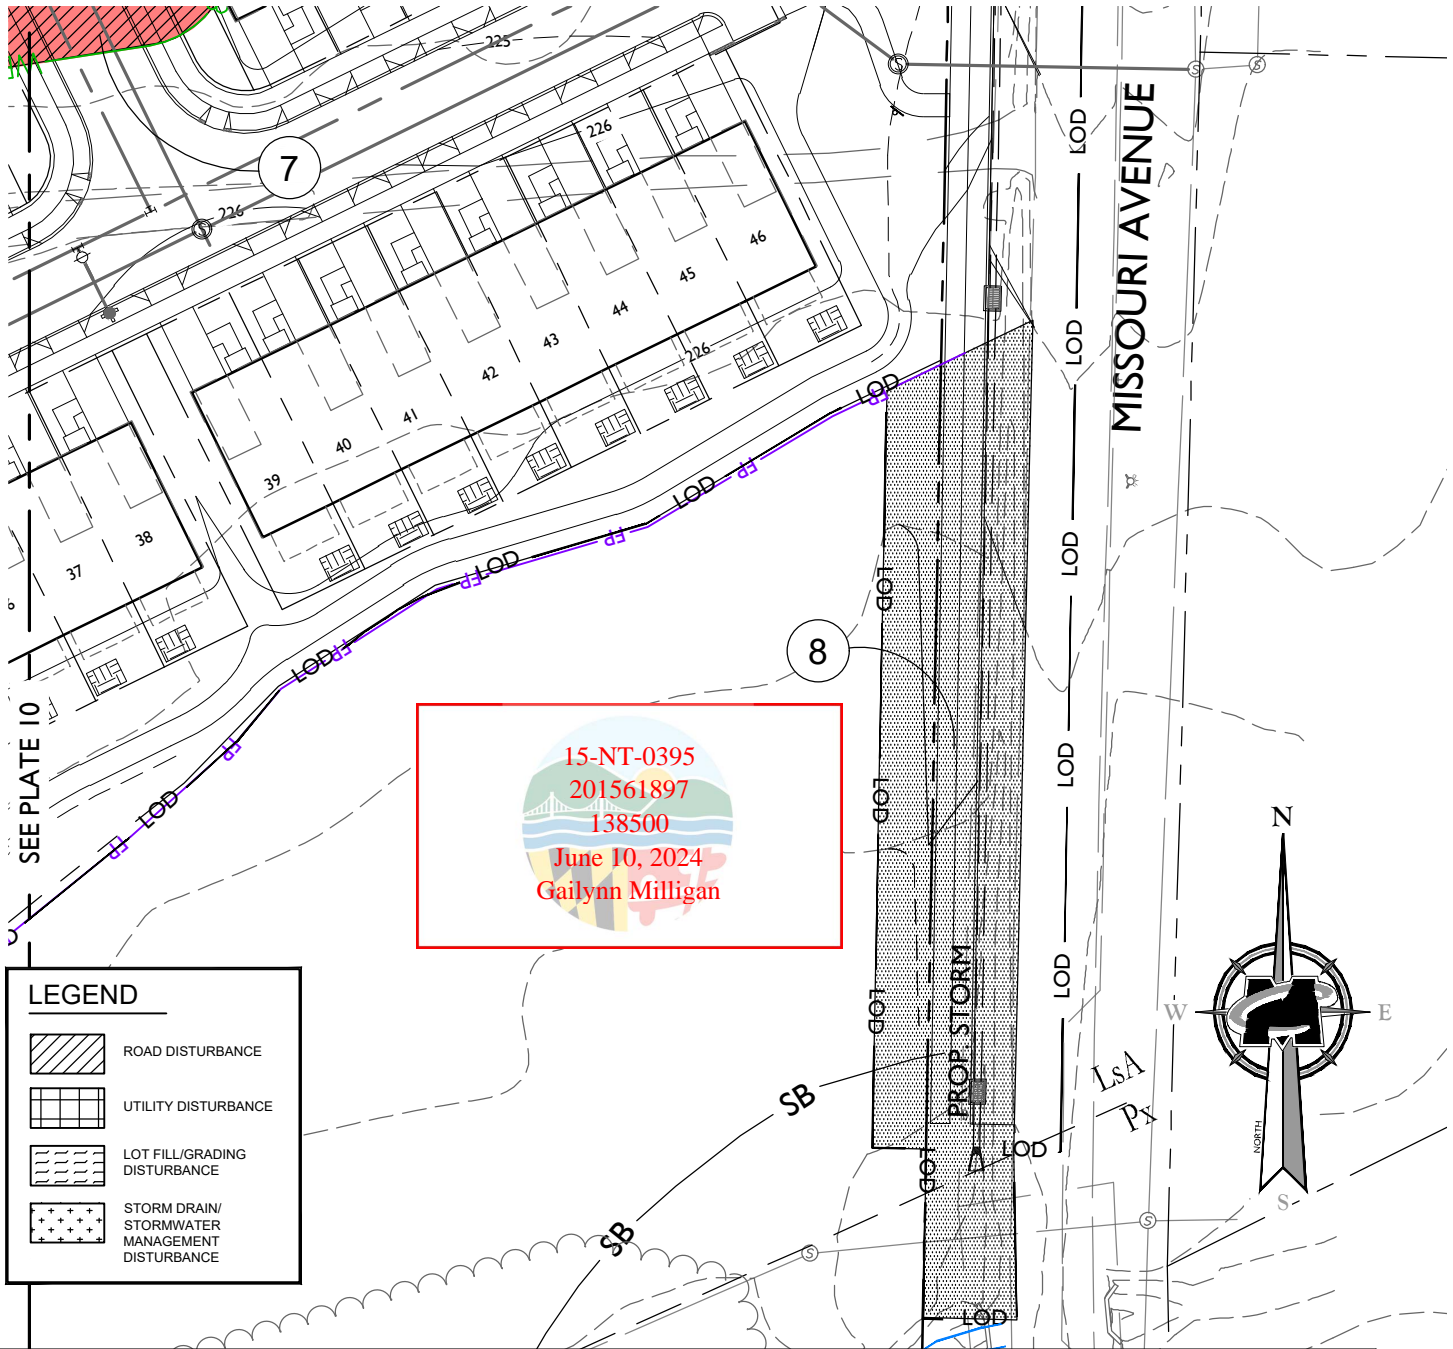 225
7
226
226
226
46
45
44
43
42
41
40
39
38
37
LOD
LOD
LOD
LOD
LOD
LOD
MISSOURI AVENUE
LOD
FP
LOD
FP
FP
LOD
FP
LOD
FP
FP
LOD
FP
LOD
LOD
LOD
LOD
LOD
LOD
8
SEE PLATE 10
15-NT-0395
201561897
138500
June 10, 2024
Gailynn Milligan
PROP. STORM
SB
SB
LsA
Px
S
S
S
S
S
S
N
W
E
S
NORTH
LEGEND
ROAD DISTURBANCE
UTILITY DISTURBANCE
LOT FILL/GRADING
DISTURBANCE
STORM DRAIN/
STORMWATER
MANAGEMENT
DISTURBANCE